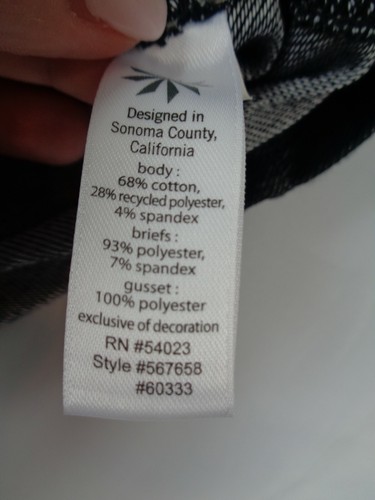 Designed in
Sonoma County,
California
body :
68% cotton,
28% recycled polyester,
4% spandex
briefs :
93% polyester,
7% spandex
gusset :
100% polyester
exclusive of decoration
RN #54023
Style #567658
#60333